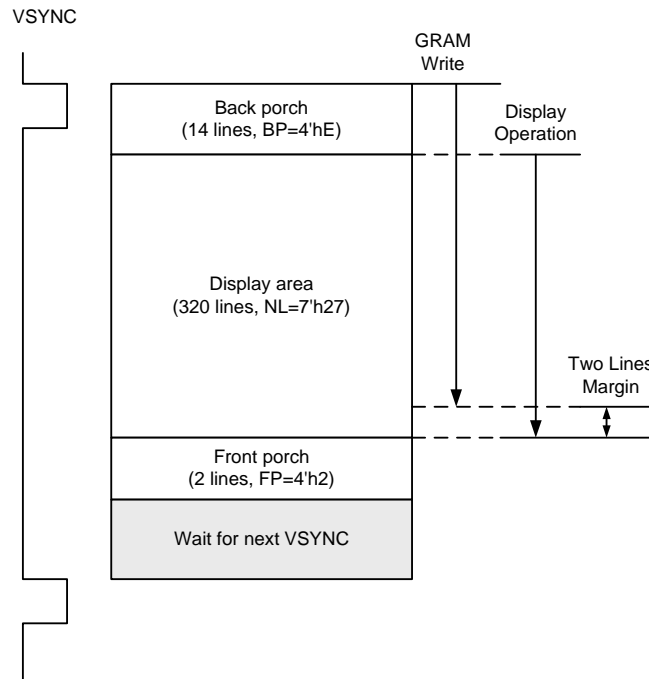 VSYNC
GRAM
Write
Back porch
(14 lines, BP=4'hE)
Display
Operation
Display area
(320 lines, NL=7'h27)
Two Lines
Margin
Front porch
(2 lines, FP=4'h2)
Wait for next VSYNC